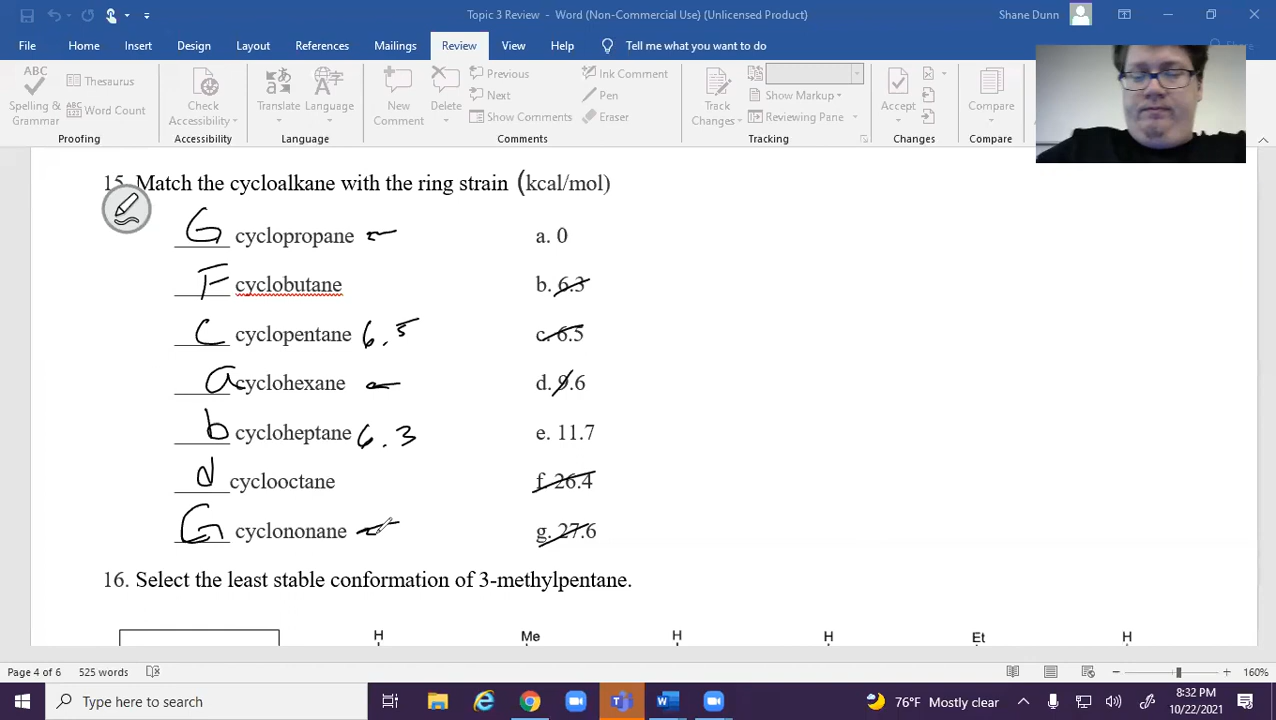 Topic 3 Review - Word (Non-Commercial Use) (Unlicensed Product)
Shane Dunn
File Home Insert Design Layout References Mailings Review View Help Tell me what you want to do Share
ABC
Spelling & Grammar
Thesaurus
ABC 123 Word Count
Proofing
Check Accessibility
Accessibility
Translate Language
Language
New Comment
Delete
Previous
Next
Show Comments
Comments
Ink Comment
Pen
Eraser
Track Changes
Show Markup
Reviewing Pane
Tracking
Accept
Changes
Compare
Compare
15. Match the cycloalkane with the ring strain (kcal/mol)
G cyclopropane a. 0
F cyclobutane b. 6.3
c cyclopentane 6.5 c. 6.5
a cyclohexane d. 9.6
b cycloheptane 6.3 e. 11.7
d cyclooctane f. 26.4
G cyclononane g. 27.6
16. Select the least stable conformation of 3-methylpentane.
H Me H H Et H
Page 4 of 6 525 words 160%
Type here to search 76°F Mostly clear 8:32 PM
10/22/2021